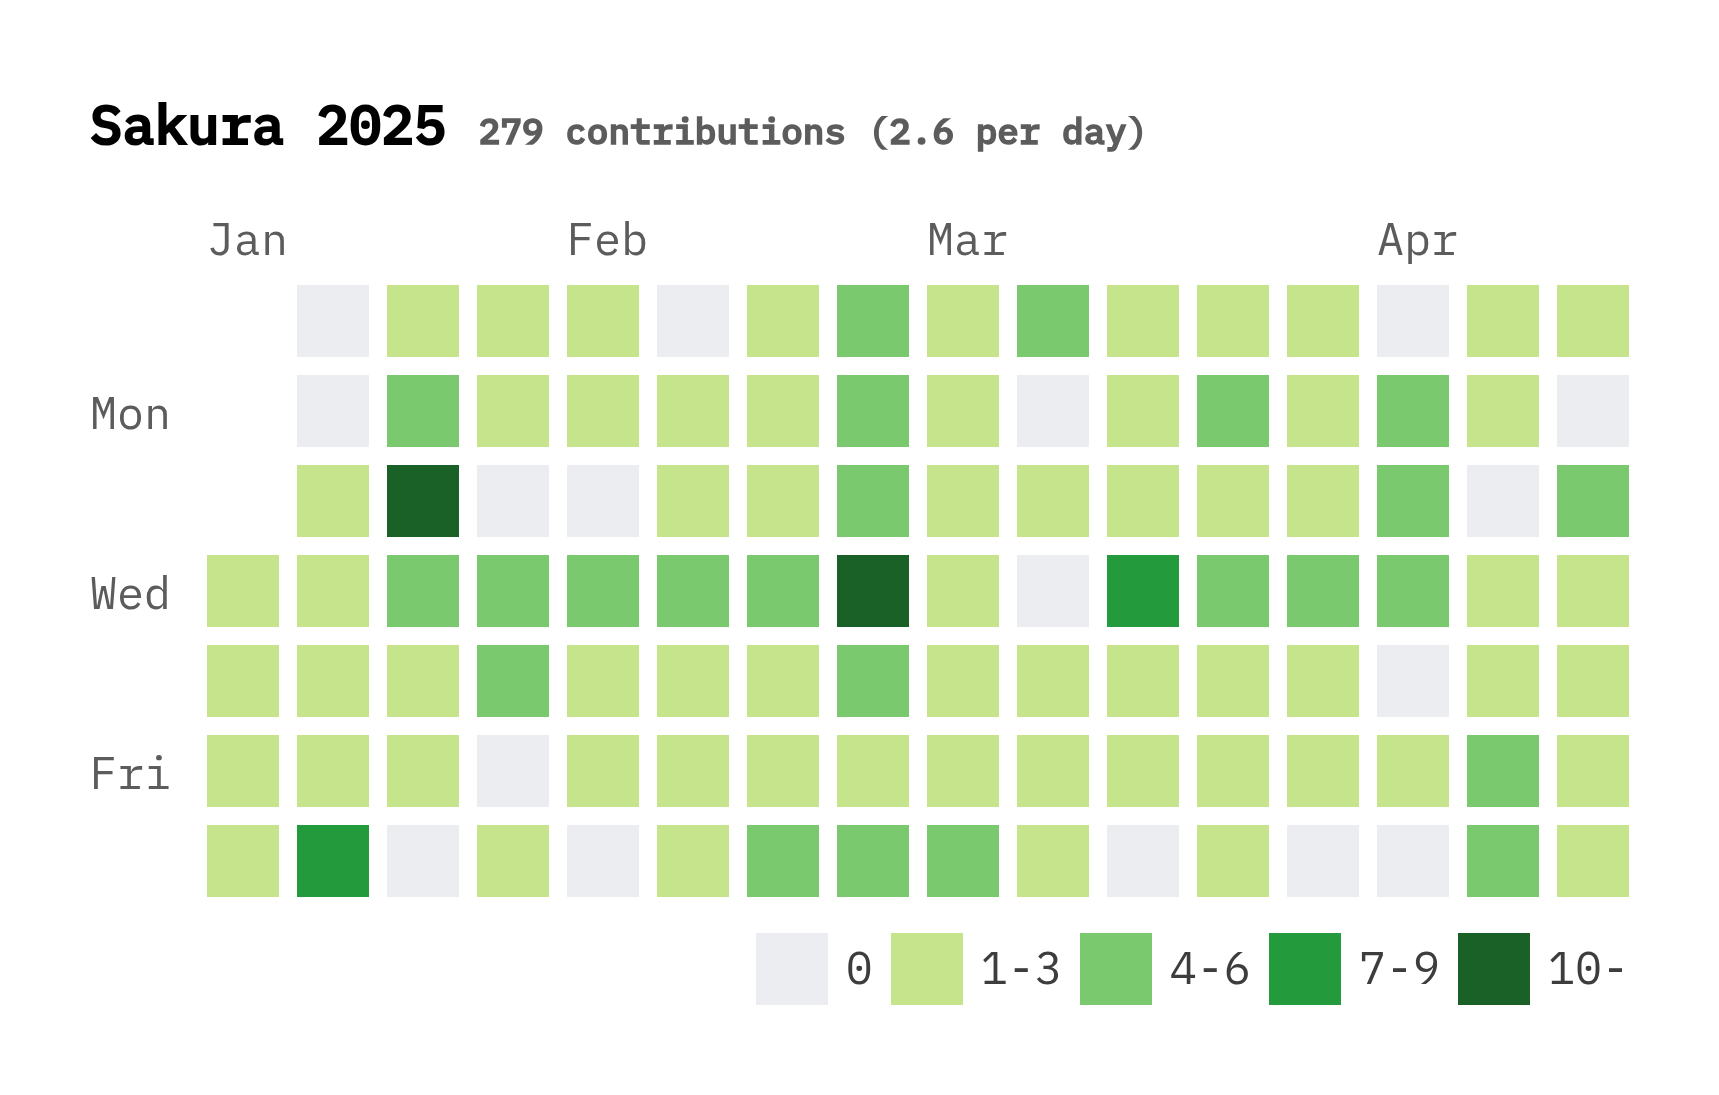 Sakura 2025 279 contributions (2.6 per day)
Jan Feb Mar Apr
Mon
Wed
Fri
0 1-3 4-6 7-9 10-